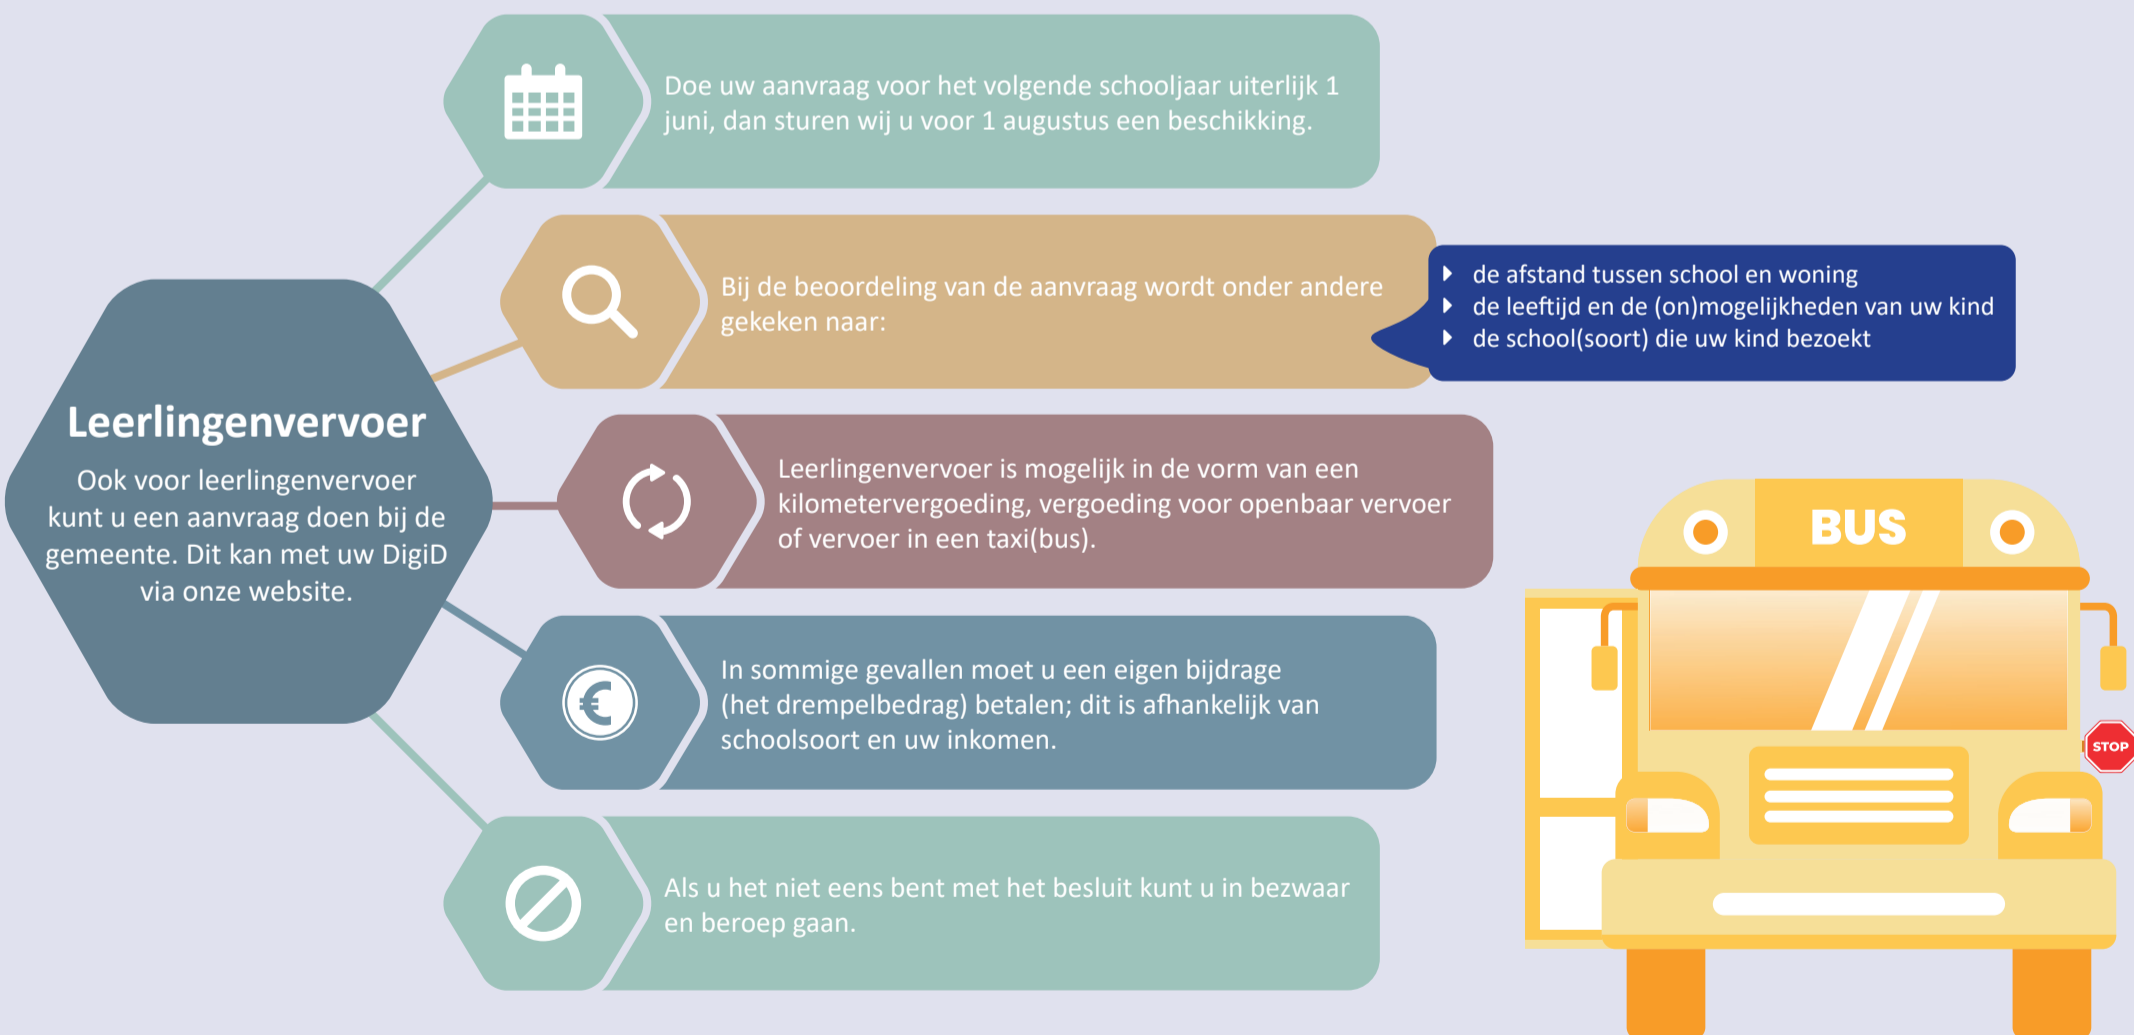 Leerlingenvervoer
Ook voor leerlingenvervoer
kunt u een aanvraag doen bij de
gemeente. Dit kan met uw DigiD
via onze website.
Doe uw aanvraag voor het volgende schooljaar uiterlijk 1
juni, dan sturen wij u voor 1 augustus een beschikking.
Bij de beoordeling van de aanvraag wordt onder andere
gekeken naar:
de afstand tussen school en woning
de leeftijd en de (on)mogelijkheden van uw kind
de school(soort) die uw kind bezoekt
Leerlingenvervoer is mogelijk in de vorm van een
kilometervergoeding, vergoeding voor openbaar vervoer
of vervoer in een taxi(bus).
In sommige gevallen moet u een eigen bijdrage
(het drempelbedrag) betalen; dit is afhankelijk van
schoolsoort en uw inkomen.
Als u het niet eens bent met het besluit kunt u in bezwaar
en beroep gaan.
BUS
STOP